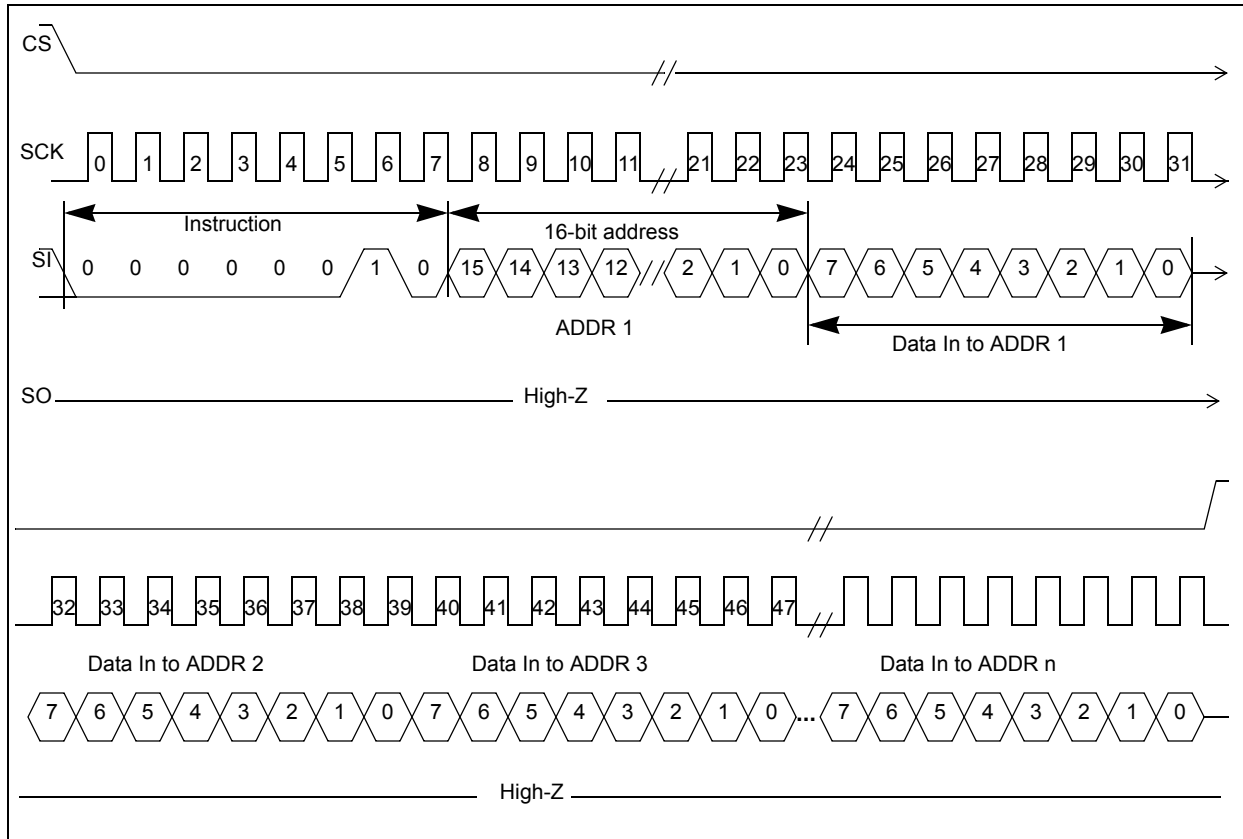 CS
SCK 0 1 2 3 4 5 6 7 8 9 10 11 21 22 23 24 25 26 27 28 29 30 31
Instruction 16-bit address
SI 0 0 0 0 0 0 1 0 15 14 13 12 2 1 0 7 6 5 4 3 2 1 0
ADDR 1 Data In to ADDR 1
SO High-Z
32 33 34 35 36 37 38 39 40 41 42 43 44 45 46 47
Data In to ADDR 2 Data In to ADDR 3 Data In to ADDR n
7 6 5 4 3 2 1 0 7 6 5 4 3 2 1 0 ... 7 6 5 4 3 2 1 0
High-Z